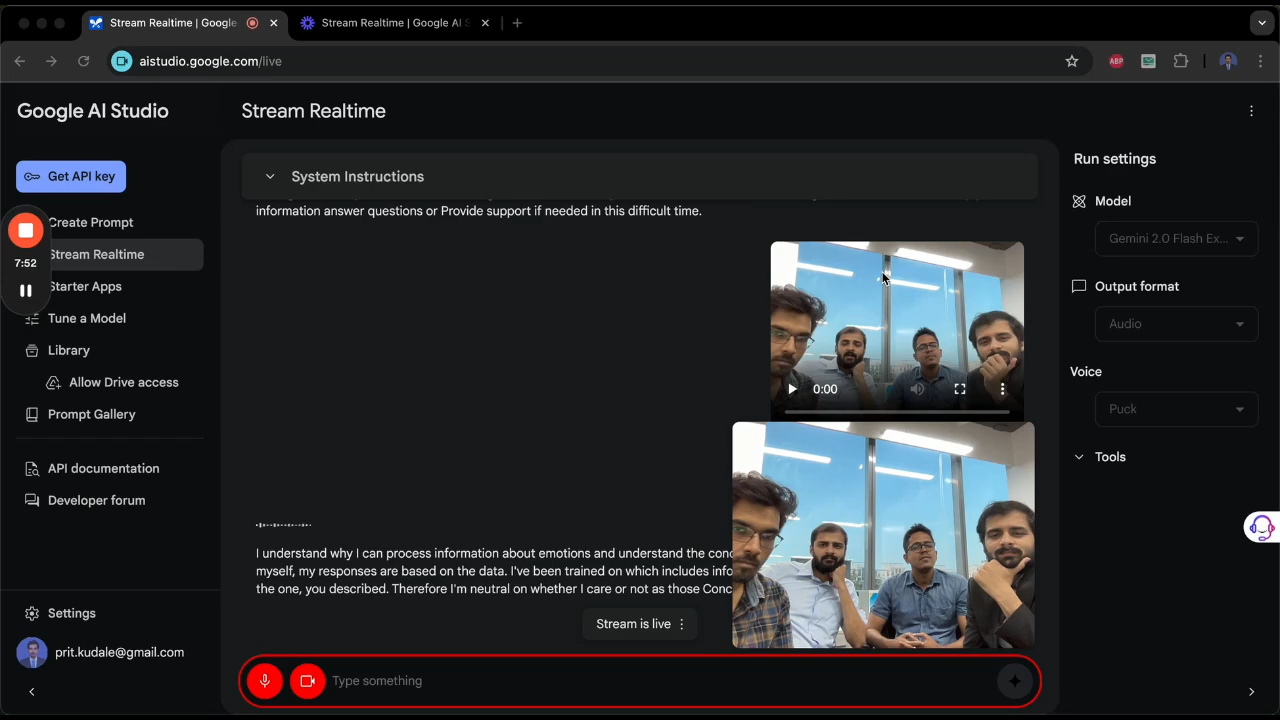 Stream Realtime | Google
Stream Realtime | Google AI S
aistudio.google.com/live
ABP
Google AI Studio
Stream Realtime
Get API key
System Instructions
Run settings
information answer questions or Provide support if needed in this difficult time.
Model
Create Prompt
Gemini 2.0 Flash Ex...
Stream Realtime
7:52
Starter Apps
Output format
Tune a Model
Audio
Library
Voice
Allow Drive access
0:00
Puck
Prompt Gallery
Tools
API documentation
Developer forum
I understand why I can process information about emotions and understand the conc
myself, my responses are based on the data. I've been trained on which includes info
the one, you described. Therefore I'm neutral on whether I care or not as those Conc
Settings
Stream is live
prit.kudale@gmail.com
Type something